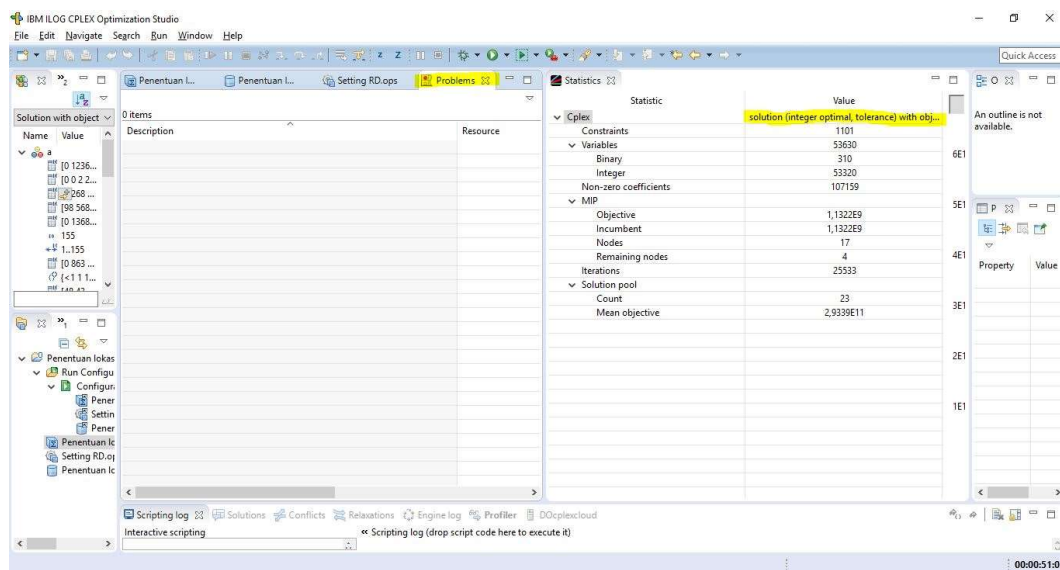 IBM ILOG CPLEX Optimization Studio
File Edit Navigate Search Run Window Help
Quick Access
Penentuan l...
Penentuan l...
Setting RD.ops
Problems
Statistics
O
Solution with object
Name Value
a
[0 1236...
[0 0 2 2...
268 ...
[98 568...
[0 1368...
155
1..155
[0 863 ...
{<1 1 1...
0 items
Description Resource
Statistic Value
Cplex solution (integer optimal, tolerance) with obj...
Constraints 1101
Variables 53630
Binary 310
Integer 53320
Non-zero coefficients 107159
MIP
Objective 1,1322E9
Incumbent 1,1322E9
Nodes 17
Remaining nodes 4
Iterations 25533
Solution pool
Count 23
Mean objective 2,9339E11
6E1
5E1
4E1
3E1
2E1
1E1
An outline is not
available.
P
Property Value
Penentuan lokas
Run Configu
Configur
Pener
Settin
Pener
Penentuan lc
Setting RD.op
Penentuan lc
Scripting log Solutions Conflicts Relaxations Engine log Profiler DOcplexcloud
Interactive scripting << Scripting log (drop script code here to execute it)
00:00:51:0